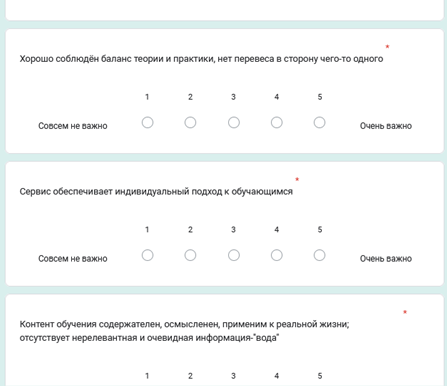 Хорошо соблюдён баланс теории и практики, нет перевеса в сторону чего-то одного *
1 2 3 4 5
Совсем не важно Очень важно
Сервис обеспечивает индивидуальный подход к обучающимся *
1 2 3 4 5
Совсем не важно Очень важно
Контент обучения содержателен, осмысленен, применим к реальной жизни; *
отсутствует нерелевантная и очевидная информация-"вода"
1 2 3 4 5